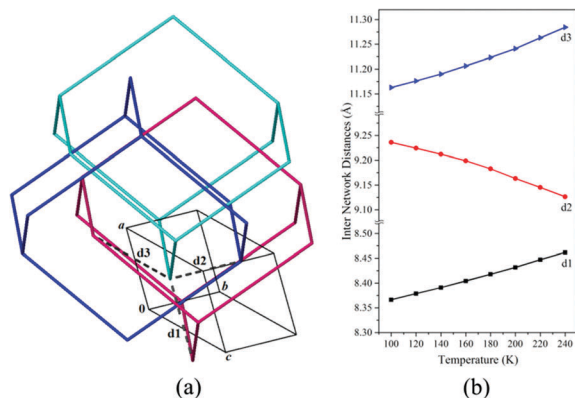 a
d3
d2
b
0
d1
c
(a)
Inter Network Distances (Å)
11.30
11.25
11.20
11.15
9.25
9.20
9.15
9.10
8.50
8.45
8.40
8.35
8.30
d3
d2
d1
100 120 140 160 180 200 220 240
Temperature (K)
(b)